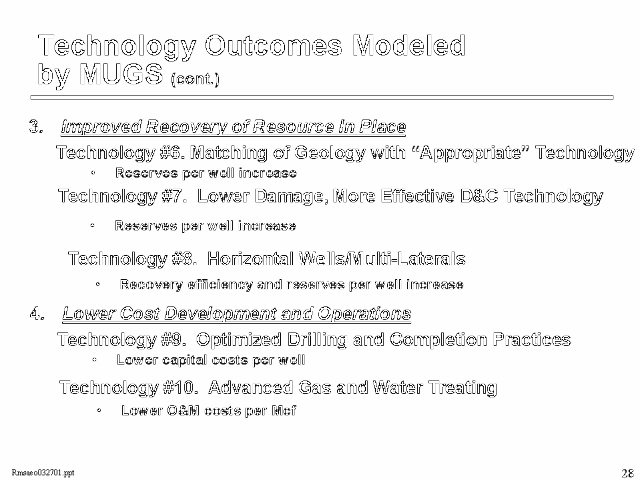 Technology Outcomes Modeled
by MUGS (cont.)
3. Improved Recovery of Resource In Place
Technology #6. Matching of Geology with “Appropriate” Technology
• Reserves per well increase
Technology #7. Lower Damage, More Effective D&C Technology
• Reserves per well increase
Technology #8. Horizontal Wells/Multi-Laterals
• Recovery efficiency and reserves per well increase
4. Lower Cost Development and Operations
Technology #9. Optimized Drilling and Completion Practices
• Lower capital costs per well
Technology #10. Advanced Gas and Water Treating
• Lower O&M costs per Mcf
Rmsaeo032701.ppt
28